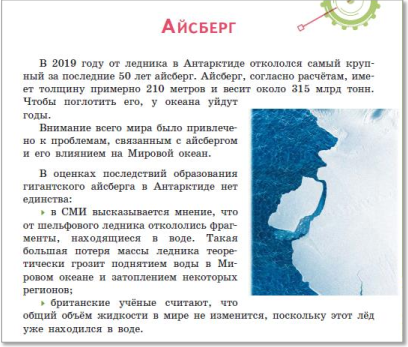 АЙСБЕРГ
В 2019 году от ледника в Антарктиде откололся самый круп-
ный за последние 50 лет айсберг. Айсберг, согласно расчётам, име-
ет толщину примерно 210 метров и весит около 315 млрд тонн.
Чтобы поглотить его, у океана уйдут
годы.
Внимание всего мира было привлече-
но к проблемам, связанным с айсбергом
и его влиянием на Мировой океан.
В оценках последствий образования
гигантского айсберга в Антарктиде нет
единства:
в СМИ высказывается мнение, что
от шельфового ледника откололись фраг-
менты, находящиеся в воде. Такая
большая потеря массы ледника теоре-
тически грозит поднятием воды в Ми-
ровом океане и затоплением некоторых
регионов;
британские учёные считают, что
общий объём жидкости в мире не изменится, поскольку этот лёд
уже находился в воде.